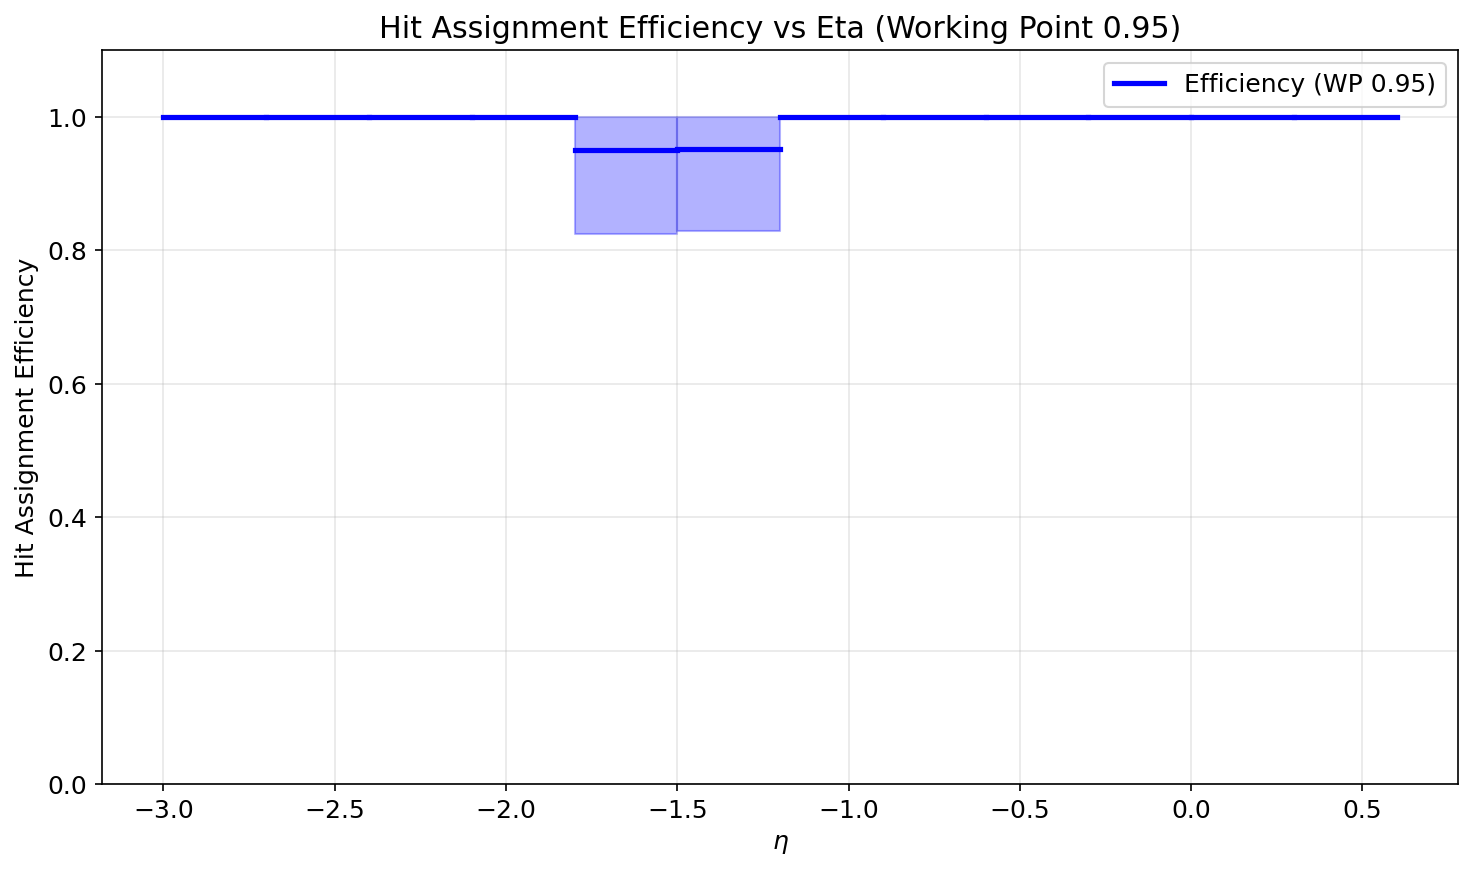 Hit Assignment Efficiency vs Eta (Working Point 0.95)
Efficiency (WP 0.95)
Hit Assignment Efficiency
1.0
0.8
0.6
0.4
0.2
0.0
−3.0 −2.5 −2.0 −1.5 −1.0 −0.5 0.0 0.5
η